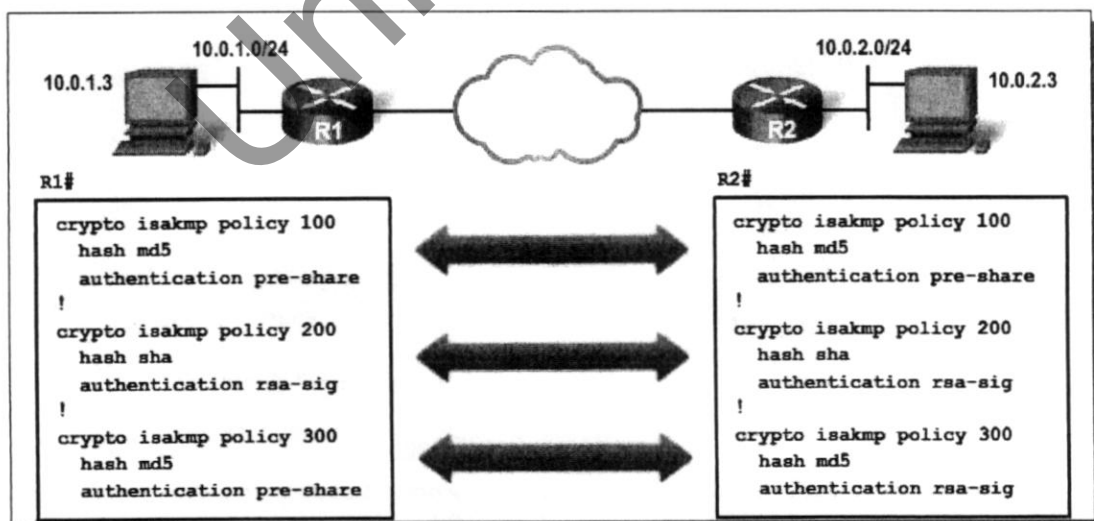 10.0.1.0/24
10.0.2.0/24
10.0.1.3
10.0.2.3
R1
R2
R1#
crypto isakmp policy 100
hash md5
authentication pre-share
!
crypto isakmp policy 200
hash sha
authentication rsa-sig
!
crypto isakmp policy 300
hash md5
authentication pre-share
R2#
crypto isakmp policy 100
hash md5
authentication pre-share
!
crypto isakmp policy 200
hash sha
authentication rsa-sig
!
crypto isakmp policy 300
hash md5
authentication rsa-sig